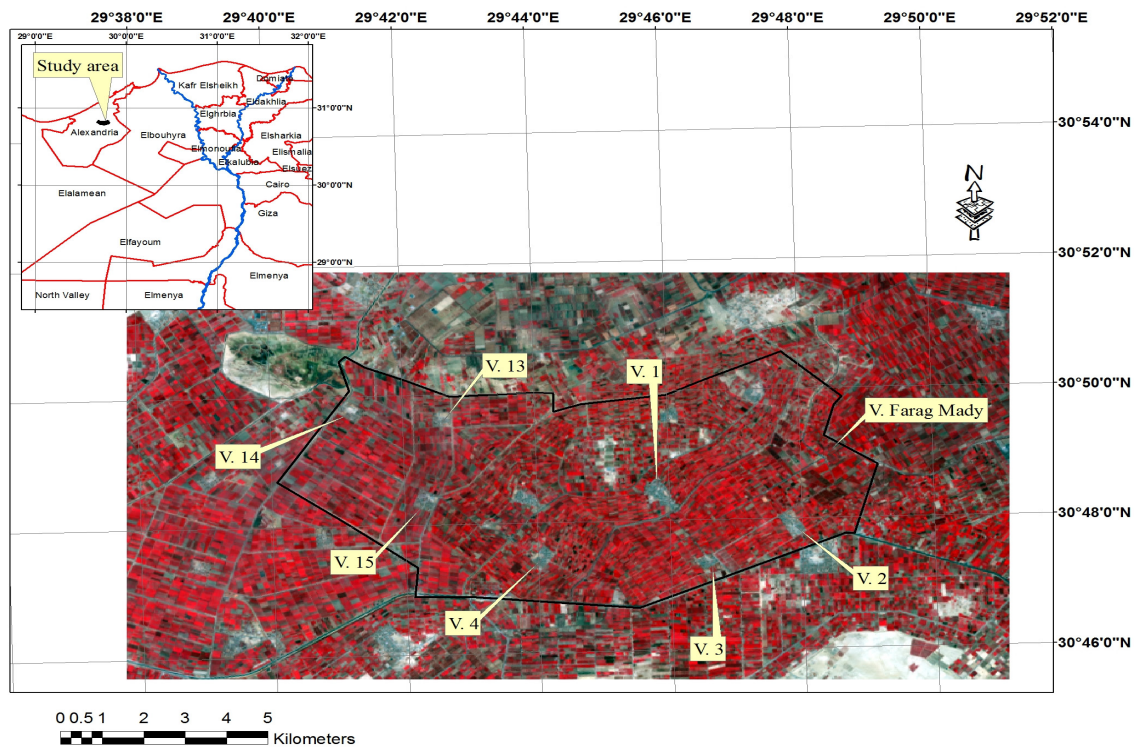 29°38'0"E 29°40'0"E 29°42'0"E 29°44'0"E 29°46'0"E 29°48'0"E 29°50'0"E 29°52'0"E
29°0'0"E 30°0'0"E 31°0'0"E 32°0'0"E
Study area
Kafr Elsheikh
Domiata
Eldakhlia
Elghrbia
31°0'0"N
Alexandria
Elbouhyra
Elsharkia
Elmonoufia
Elismalia
Elkalubia
Elsuez
Cairo
30°0'0"N
Elalamean
Giza
Elfayoum
29°0'0"N
Elmenya
North Valley
Elmenya
N
30°54'0"N
30°52'0"N
30°50'0"N
30°48'0"N
30°46'0"N
V. 13
V. 1
V. Farag Mady
V. 14
V. 15
V. 2
V. 4
V. 3
0 0.5 1 2 3 4 5
Kilometers